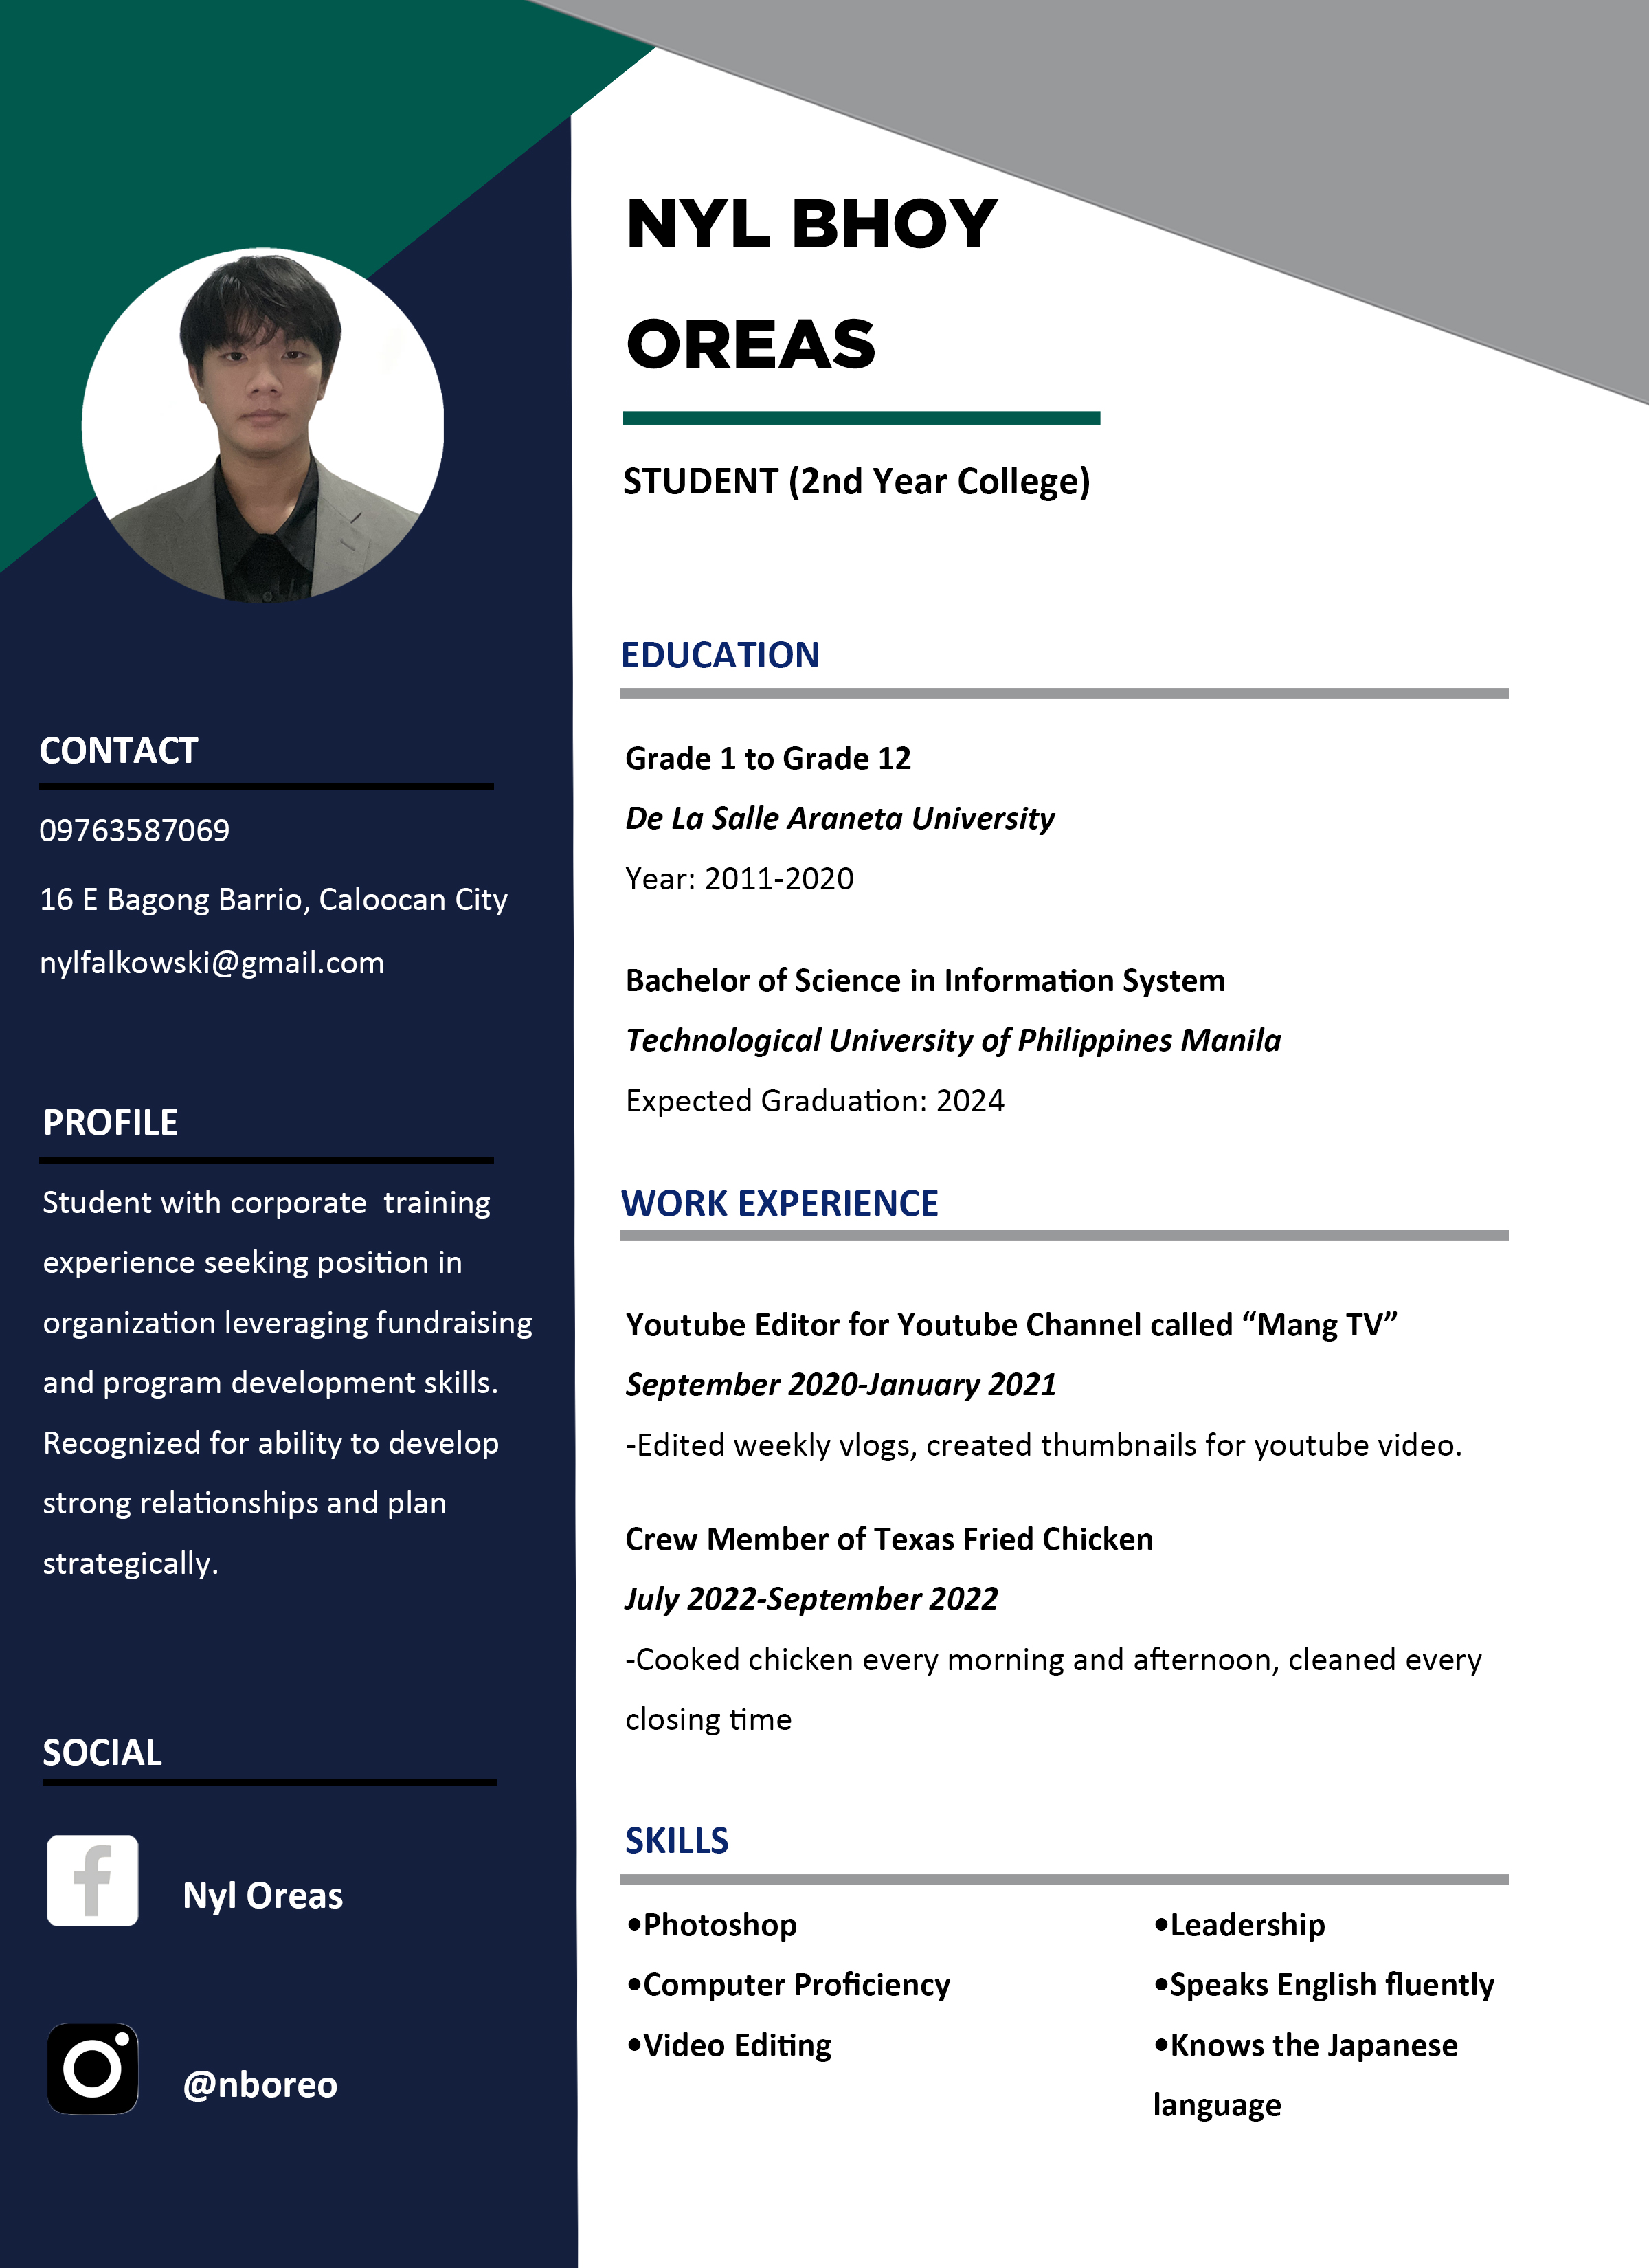 NYL BHOY
OREAS
STUDENT (2nd Year College)
CONTACT
09763587069
16 E Bagong Barrio, Caloocan City
nylfalkowski@gmail.com
PROFILE
Student with corporate  training
experience seeking position in
organization leveraging fundraising
and program development skills.
Recognized for ability to develop
strong relationships and plan
strategically.
SOCIAL
Nyl Oreas
@nboreo
EDUCATION
Grade 1 to Grade 12
De La Salle Araneta University
Year: 2011-2020
Bachelor of Science in Information System
Technological University of Philippines Manila
Expected Graduation: 2024
WORK EXPERIENCE
Youtube Editor for Youtube Channel called “Mang TV”
September 2020-January 2021
-Edited weekly vlogs, created thumbnails for youtube video.
Crew Member of Texas Fried Chicken
July 2022-September 2022
-Cooked chicken every morning and afternoon, cleaned every
closing time
SKILLS
•Photoshop
•Computer Proficiency
•Video Editing
•Leadership
•Speaks English fluently
•Knows the Japanese
language